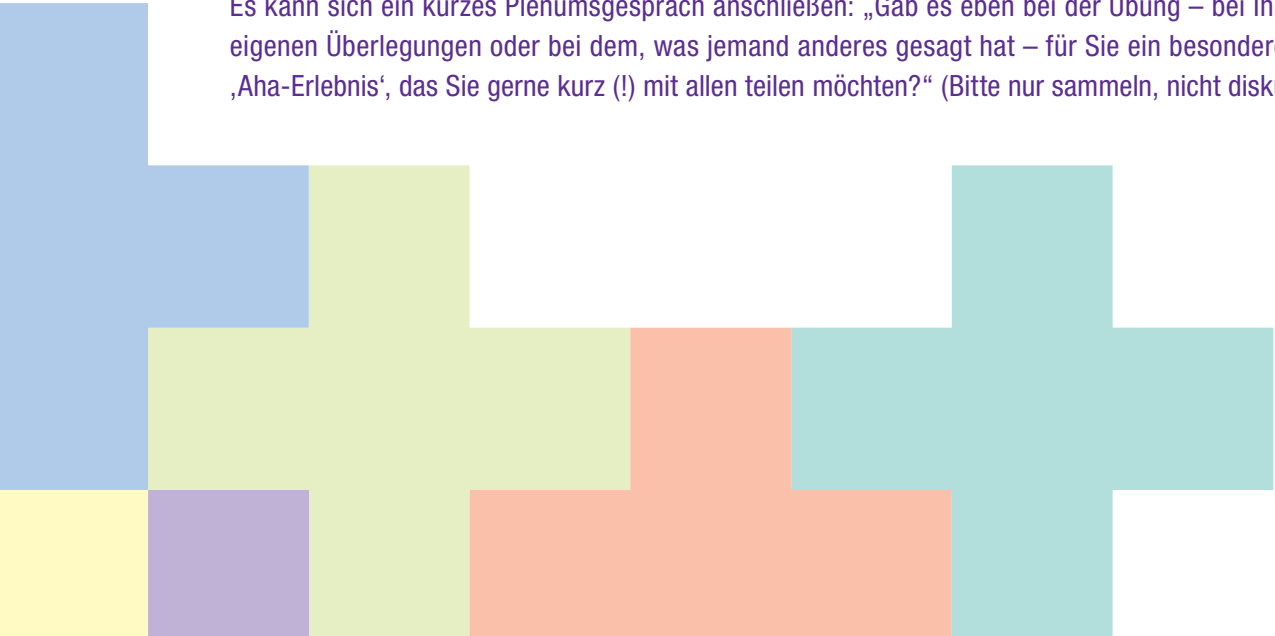 Es kann sich ein kurzes Plenumsgespräch anschließen: „Gab es eben bei der Übung – bei
eigenen Überlegungen oder bei dem, was jemand anderes gesagt hat – für Sie ein
‚Aha-Erlebnis‘, das Sie gerne kurz (!) mit allen teilen möchten?“ (Bitte nur sammeln, nicht